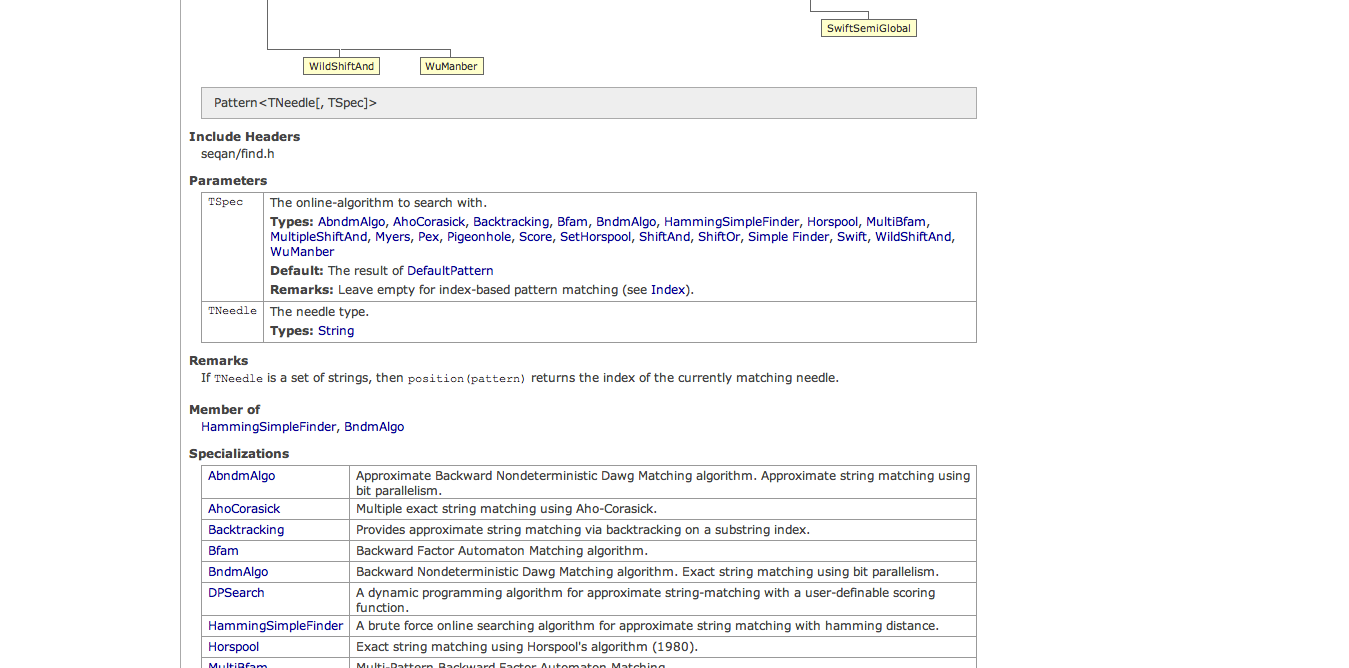 SwiftSemiGlobal
WildShiftAnd WuManber
Pattern<TNeedle[, TSpec]>
Include Headers
seqan/find.h
Parameters
TSpec The online-algorithm to search with.
Types: AbndmAlgo, AhoCorasick, Backtracking, Bfam, BndmAlgo, HammingSimpleFinder, Horspool, MultiBfam,
MultipleShiftAnd, Myers, Pex, Pigeonhole, Score, SetHorspool, ShiftAnd, ShiftOr, Simple Finder, Swift, WildShiftAnd,
WuManber
Default: The result of DefaultPattern
Remarks: Leave empty for index-based pattern matching (see Index).
TNeedle The needle type.
Types: String
Remarks
If TNeedle is a set of strings, then position(pattern) returns the index of the currently matching needle.
Member of
HammingSimpleFinder, BndmAlgo
Specializations
AbndmAlgo Approximate Backward Nondeterministic Dawg Matching algorithm. Approximate string matching using
bit parallelism.
AhoCorasick Multiple exact string matching using Aho-Corasick.
Backtracking Provides approximate string matching via backtracking on a substring index.
Bfam Backward Factor Automaton Matching algorithm.
BndmAlgo Backward Nondeterministic Dawg Matching algorithm. Exact string matching using bit parallelism.
DPSearch A dynamic programming algorithm for approximate string-matching with a user-definable scoring
function.
HammingSimpleFinder A brute force online searching algorithm for approximate string matching with hamming distance.
Horspool Exact string matching using Horspool's algorithm (1980).
MultiBfam Multi-Pattern Backward Factor Automaton Matching.